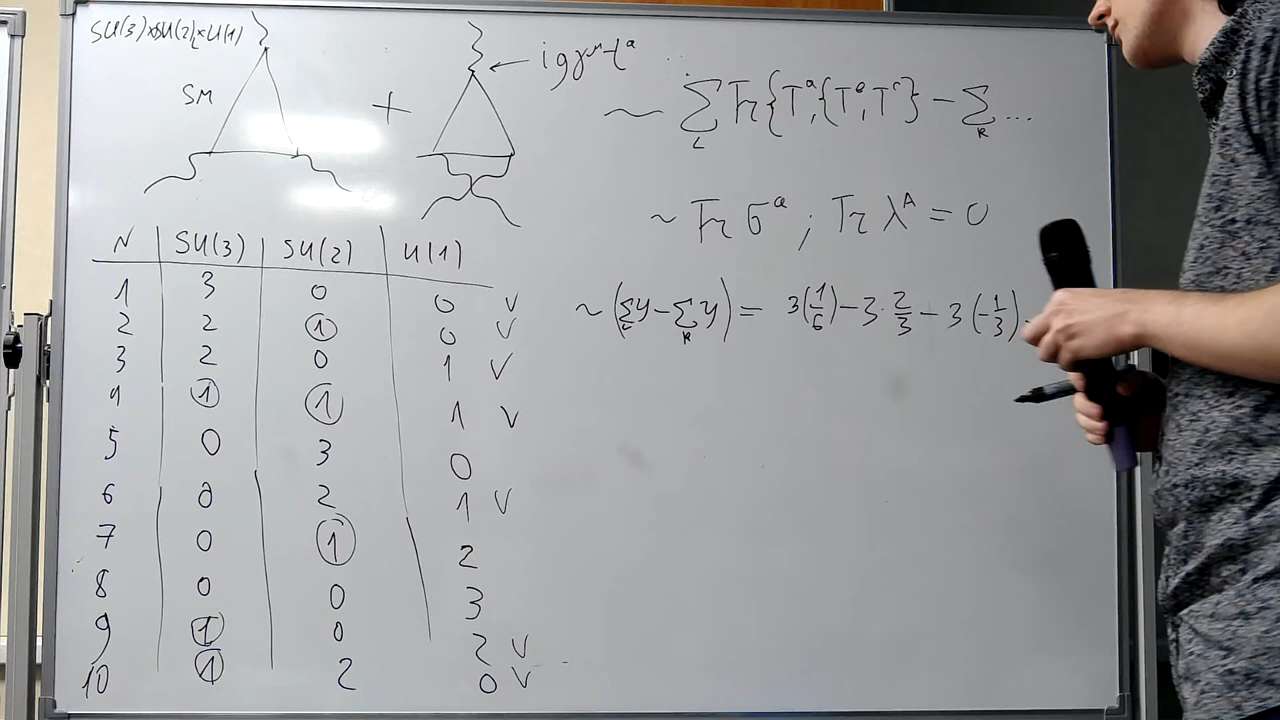 SU(3)×SU(2)_L×U(1)
SM + ← igγ^μ t^a
~ Σ_L Tr{T^a,{T^b,T^c}} − Σ_R ...
~ Tr σ^a ; Tr λ^A = 0
~ (Σ_L y − Σ_R y) = 3(1/6) − 3·2/3 − 3(−1/3)
N SU(3) SU(2) U(1)
1 3 0 0 V
2 2 1 0 V
3 2 0 1 V
4 1 1 1 V
5 0 3 0
6 0 2 1 V
7 0 1 2
8 0 0 3
9 1 0 2 V
10 1 2 0 V